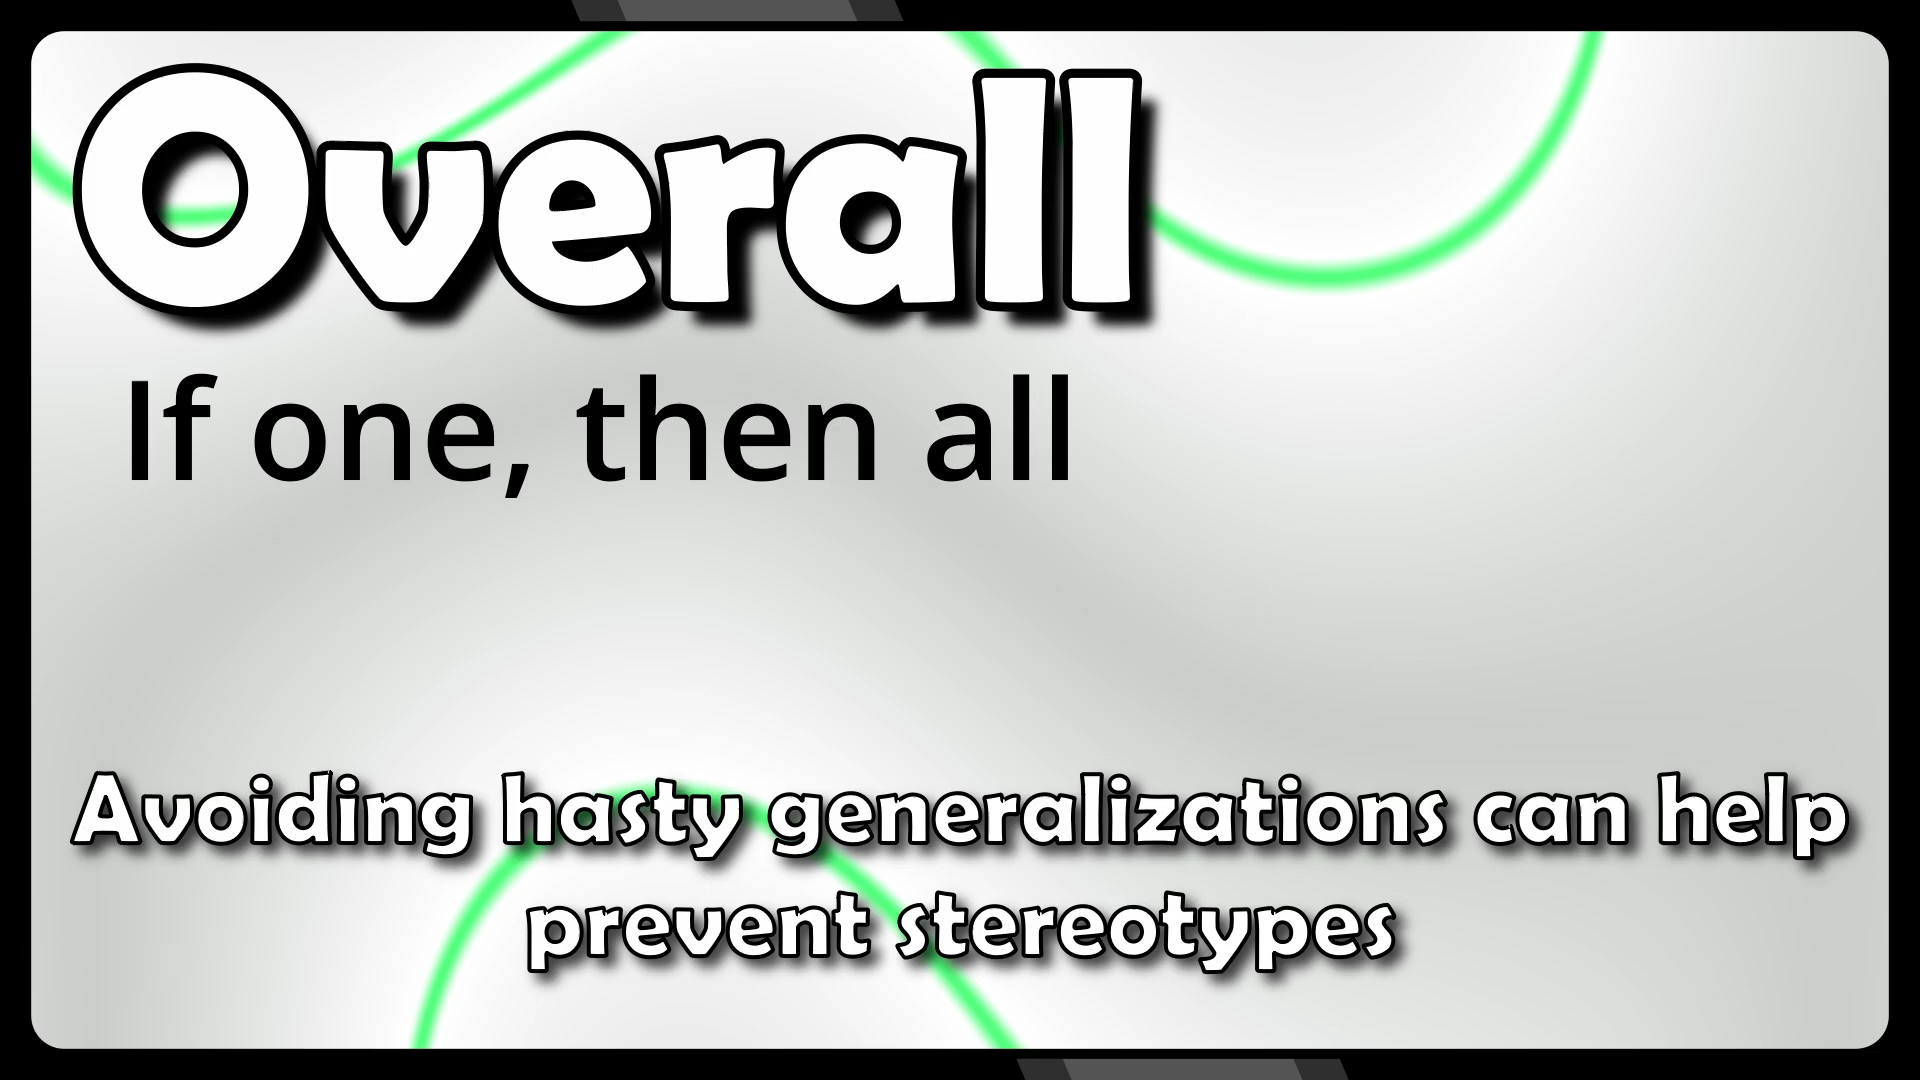 Overall
If one, then all
Avoiding hasty generalizations can help
prevent stereotypes